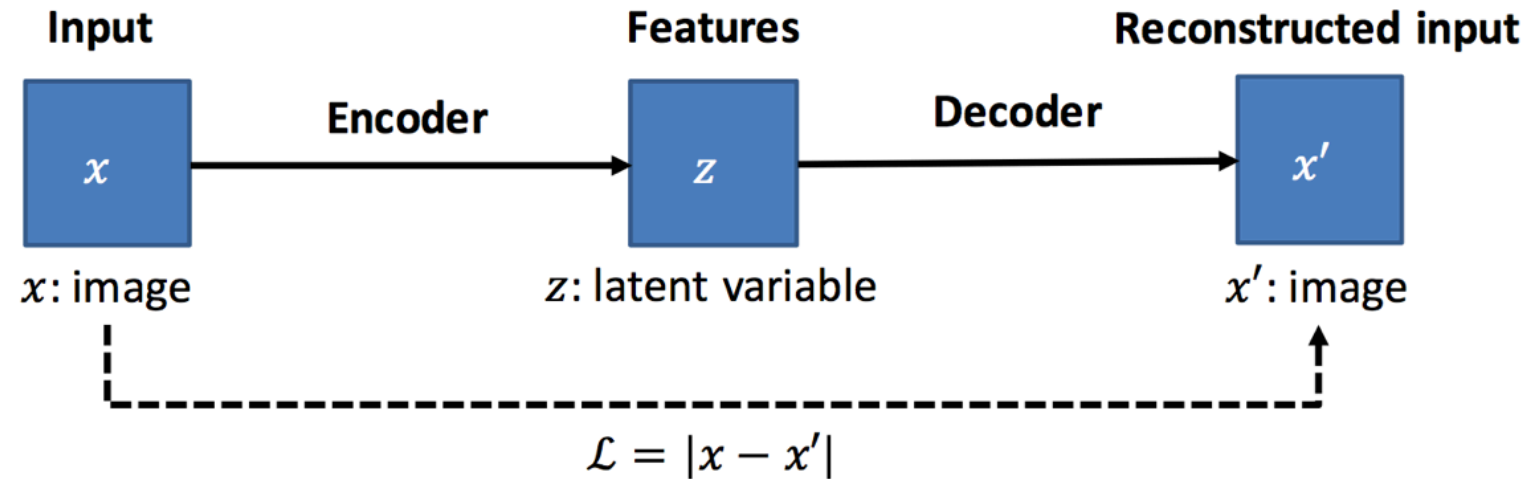 Input
Features
Reconstructed input
Encoder
Decoder
x
z
x′
x: image
z: latent variable
x′: image
ℒ = |x − x′|